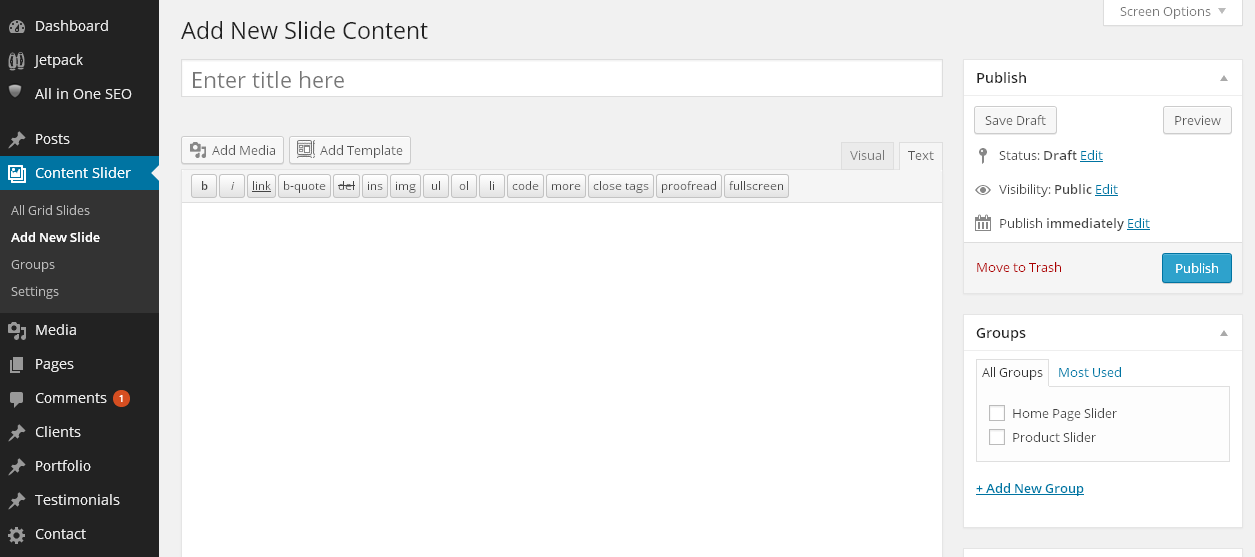 Dashboard
Jetpack
All in One SEO
Posts
Content Slider
All Grid Slides
Add New Slide
Groups
Settings
Media
Pages
Comments 1
Clients
Portfolio
Testimonials
Contact
Screen Options
Add New Slide Content
Enter title here
Add Media Add Template
Visual Text
b i link b-quote del ins img ul ol li code more close tags proofread fullscreen
Publish
Save Draft Preview
Status: Draft Edit
Visibility: Public Edit
Publish immediately Edit
Move to Trash Publish
Groups
All Groups Most Used
Home Page Slider
Product Slider
+ Add New Group